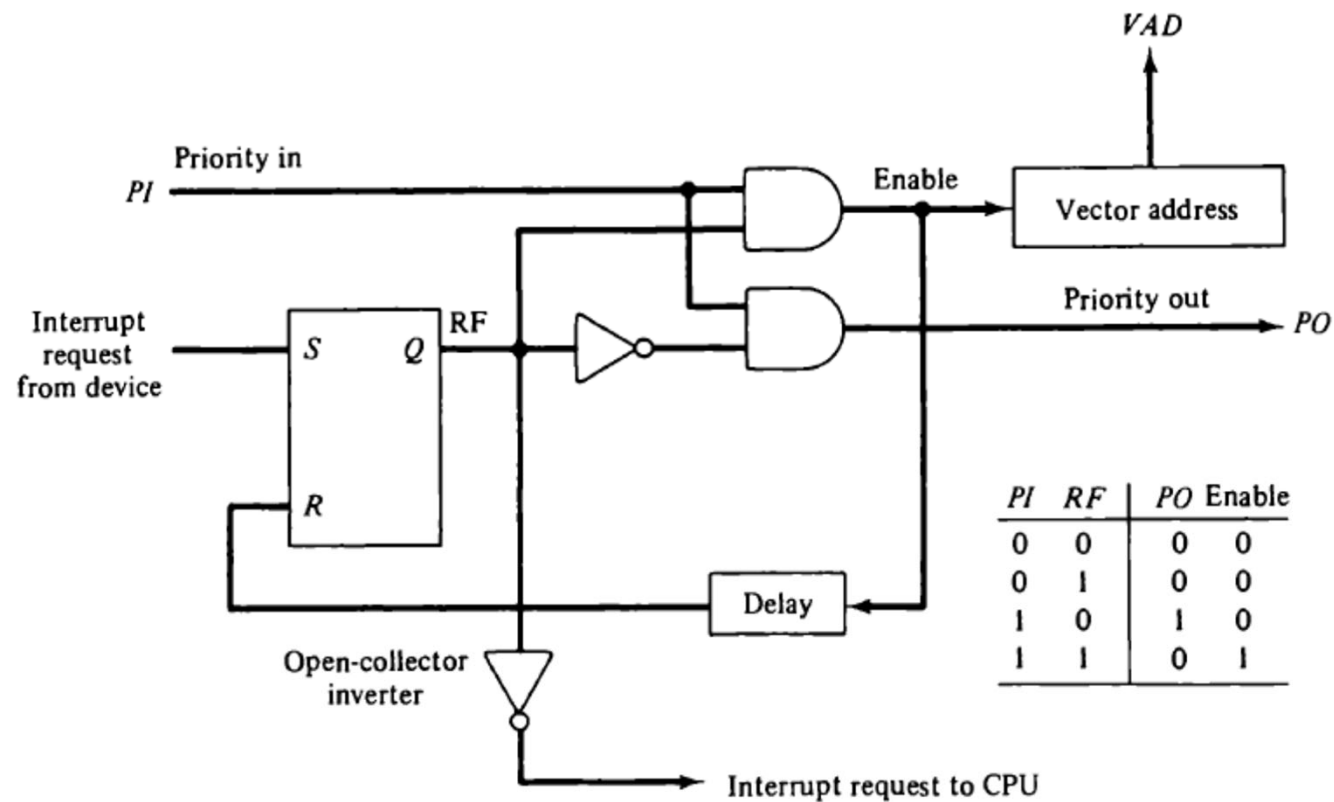 VAD
Priority in
PI
Enable
Vector address
Priority out
PO
Interrupt
request
from device
S
Q
RF
R
Delay
Open-collector
inverter
Interrupt request to CPU
PI RF PO Enable
0 0 0 0
0 1 0 0
1 0 1 0
1 1 0 1